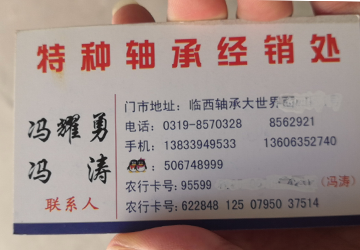 特种轴承经销处
冯耀勇
冯 涛
联系人
门市地址：临西轴承大世界
电话：0319-8570328 8562921
手机：13833949533 13606352740
：506748999
农行卡号：95599 （冯涛）
农行卡号：622848 125 07950 37514